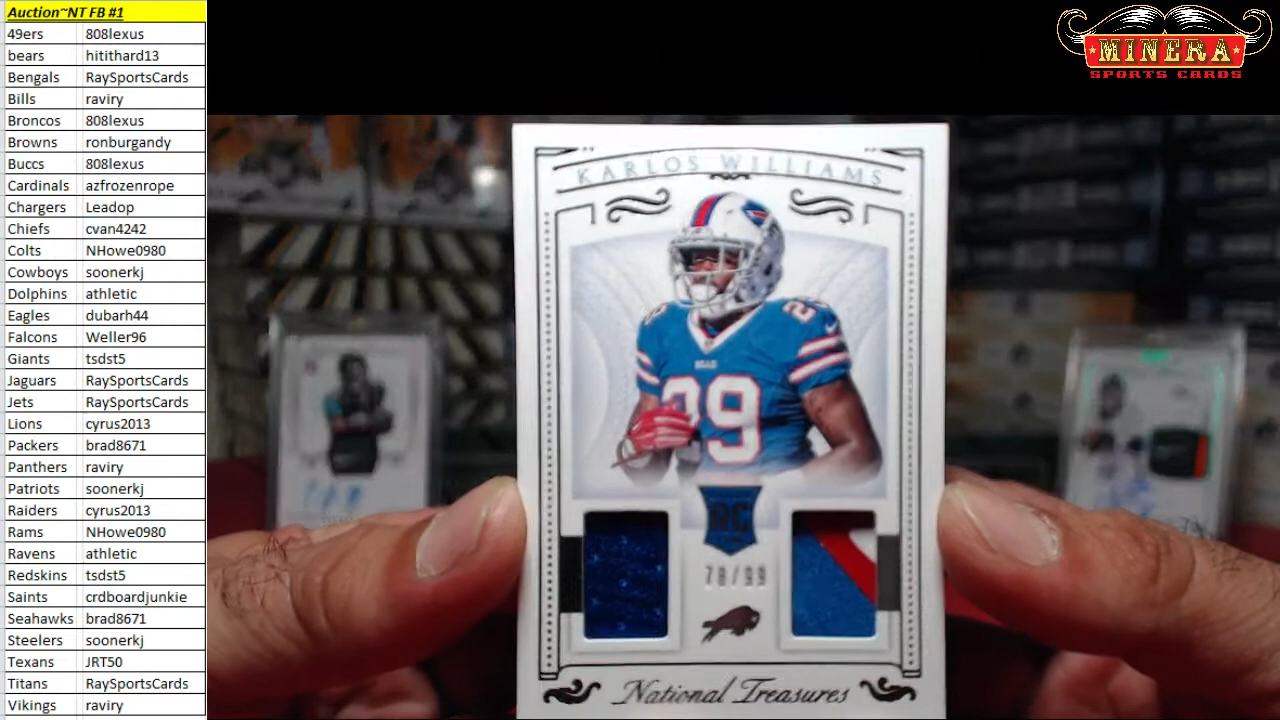 Auction~NT FB #1
49ers 808lexus
bears hitithard13
Bengals RaySportsCards
Bills raviry
Broncos 808lexus
Browns ronburgandy
Buccs 808lexus
Cardinals azfrozenrope
Chargers Leadop
Chiefs cvan4242
Colts NHowe0980
Cowboys soonerkj
Dolphins athletic
Eagles dubarh44
Falcons Weller96
Giants tsdst5
Jaguars RaySportsCards
Jets RaySportsCards
Lions cyrus2013
Packers brad8671
Panthers raviry
Patriots soonerkj
Raiders cyrus2013
Rams NHowe0980
Ravens athletic
Redskins tsdst5
Saints crdboardjunkie
Seahawks brad8671
Steelers soonerkj
Texans JRT50
Titans RaySportsCards
Vikings raviry
MINERA
SPORTS CARDS
KARLOS WILLIAMS
29
BILLS
29
RC
78/99
National Treasures